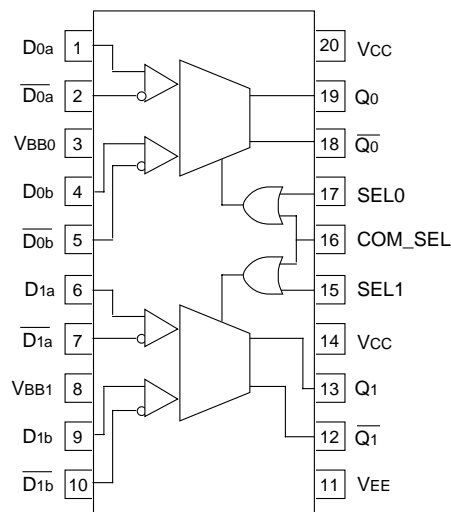 D0a 1 20 VCC
D0a 2 19 Q0
VBB0 3 18 Q0
D0b 4 17 SEL0
D0b 5 16 COM_SEL
D1a 6 15 SEL1
D1a 7 14 VCC
VBB1 8 13 Q1
D1b 9 12 Q1
D1b 10 11 VEE